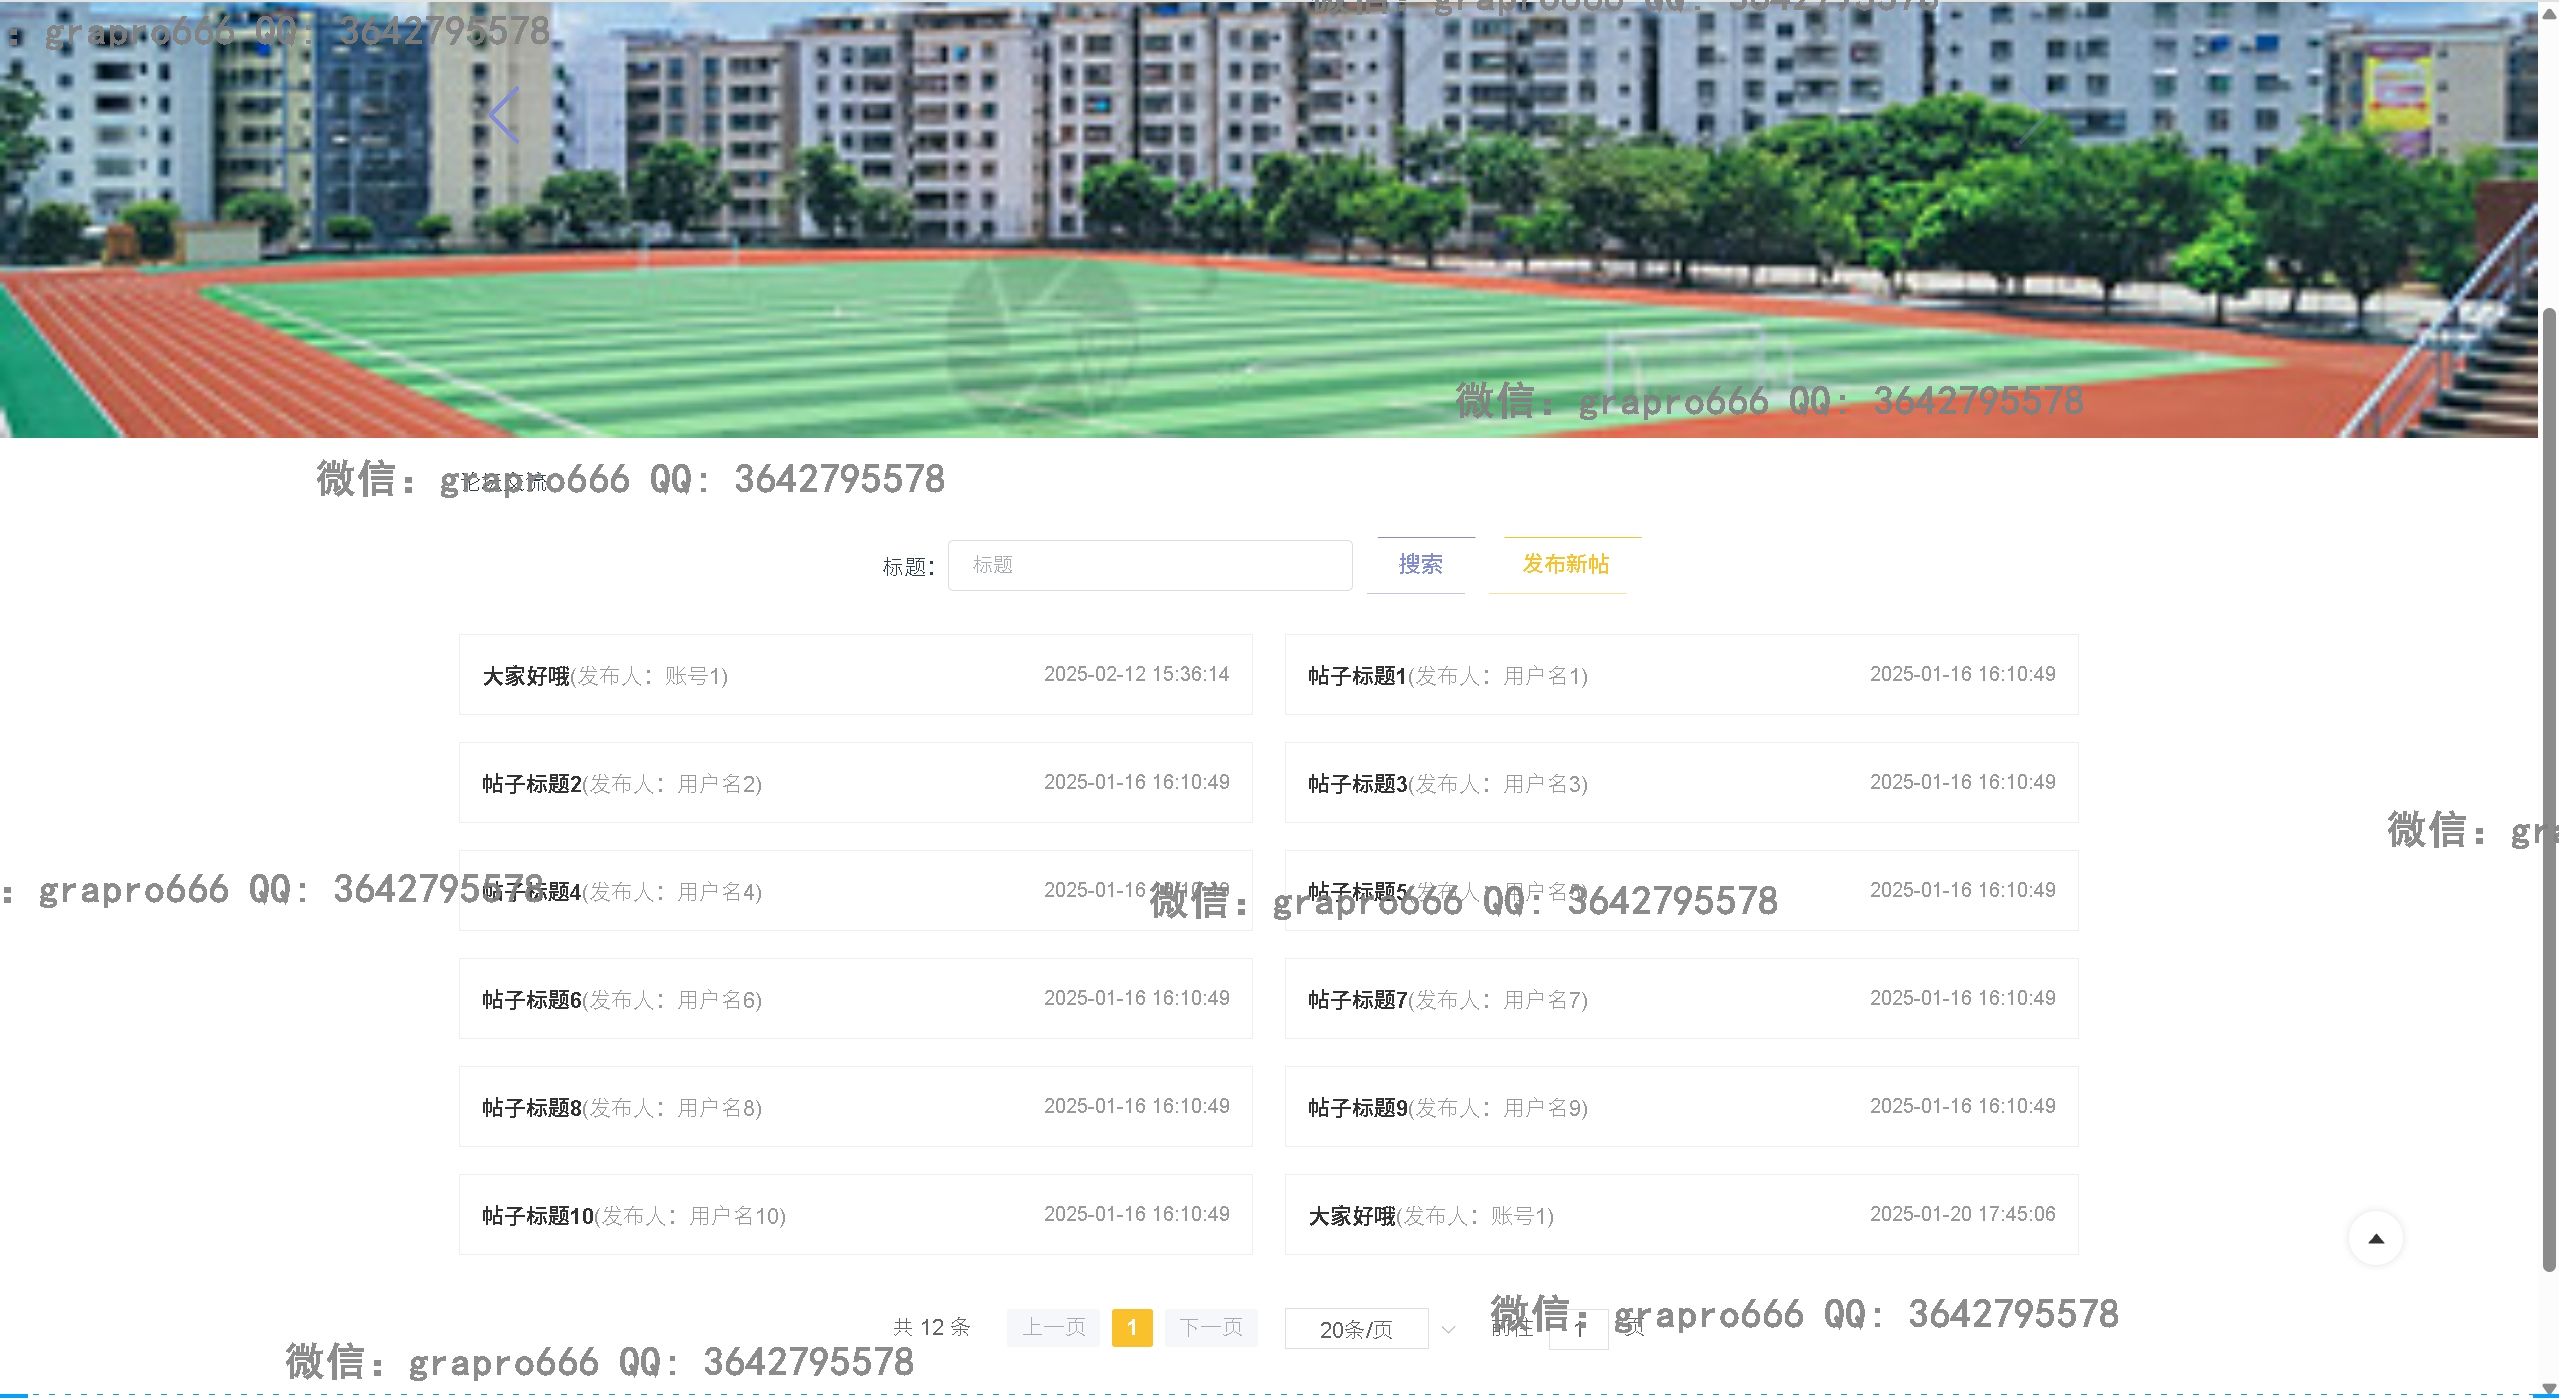 微信: grapro666 QQ: 3642795578
: grapro666 QQ: 3642795578
微信: grapro666 QQ: 3642795578
微信: grapro666 QQ: 3642795578
论坛交流
标题:
标题
搜索
发布新帖
大家好哦(发布人: 账号1) 2025-02-12 15:36:14
帖子标题1(发布人: 用户名1) 2025-01-16 16:10:49
帖子标题2(发布人: 用户名2) 2025-01-16 16:10:49
帖子标题3(发布人: 用户名3) 2025-01-16 16:10:49
微信: gr
帖子标题4(发布人: 用户名4) 2025-01-16 16:10:49
帖子标题5(发布人: 用户名5) 2025-01-16 16:10:49
: grapro666 QQ: 3642795578
微信: grapro666 QQ: 3642795578
帖子标题6(发布人: 用户名6) 2025-01-16 16:10:49
帖子标题7(发布人: 用户名7) 2025-01-16 16:10:49
帖子标题8(发布人: 用户名8) 2025-01-16 16:10:49
帖子标题9(发布人: 用户名9) 2025-01-16 16:10:49
帖子标题10(发布人: 用户名10) 2025-01-16 16:10:49
大家好哦(发布人: 账号1) 2025-01-20 17:45:06
共 12 条 上一页 1 下一页 20条/页 前往 1 页
微信: grapro666 QQ: 3642795578
微信: grapro666 QQ: 3642795578